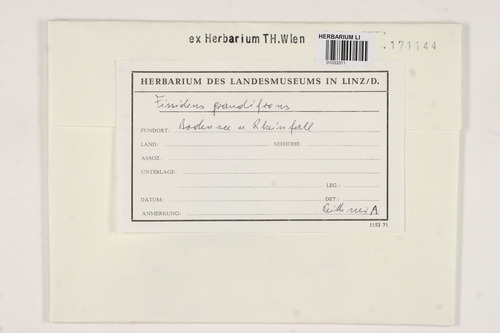 ex Herbarium TH. Wien
HERBARIUM LI
171144
HERBARIUM DES LANDESMUSEUMS IN LINZ/D.
Fissidens grandifrons
FUNDORT: Bodensee u. Rheinfall
LAND: SEEHÖHE:
ASSOZ.:
UNTERLAGE:
LEG.:
DATUM: DET.:
ANMERKUNG: A
1153 71